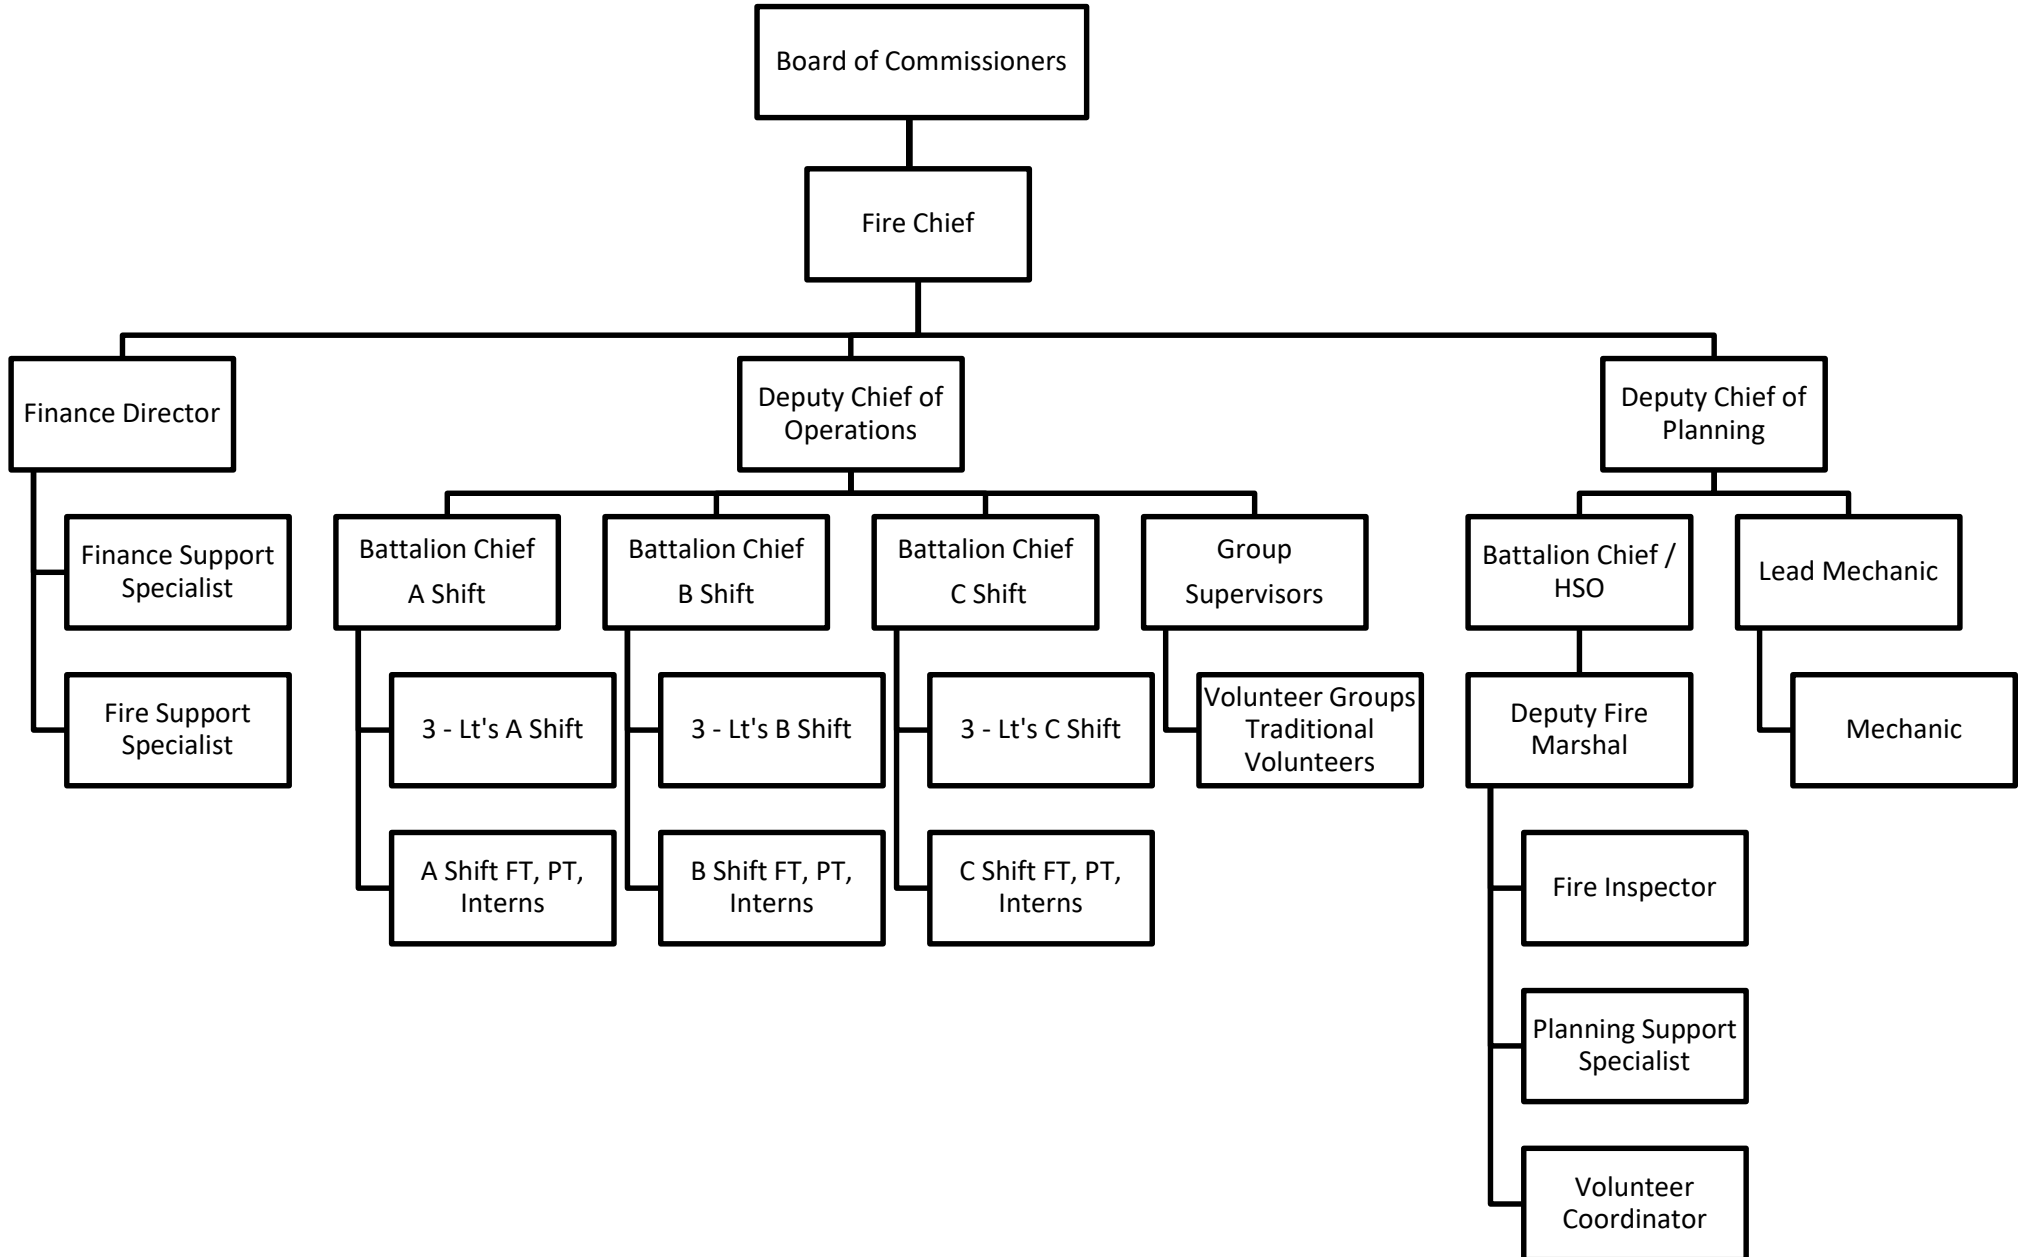 Board of Commissioners
Fire Chief
Finance Director
Deputy Chief of
Operations
Deputy Chief of
Planning
Finance Support
Specialist
Fire Support
Specialist
Battalion Chief
A Shift
3 - Lt's A Shift
A Shift FT, PT,
Interns
Battalion Chief
B Shift
3 - Lt's B Shift
B Shift FT, PT,
Interns
Battalion Chief
C Shift
3 - Lt's C Shift
C Shift FT, PT,
Interns
Group
Supervisors
Volunteer Groups
Traditional
Volunteers
Battalion Chief /
HSO
Deputy Fire
Marshal
Fire Inspector
Planning Support
Specialist
Volunteer
Coordinator
Lead Mechanic
Mechanic